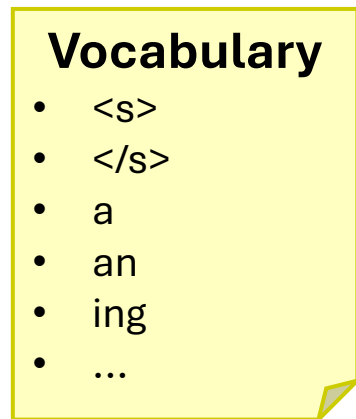 Vocabulary
• <s>
• </s>
• a
• an
• ing
• ...